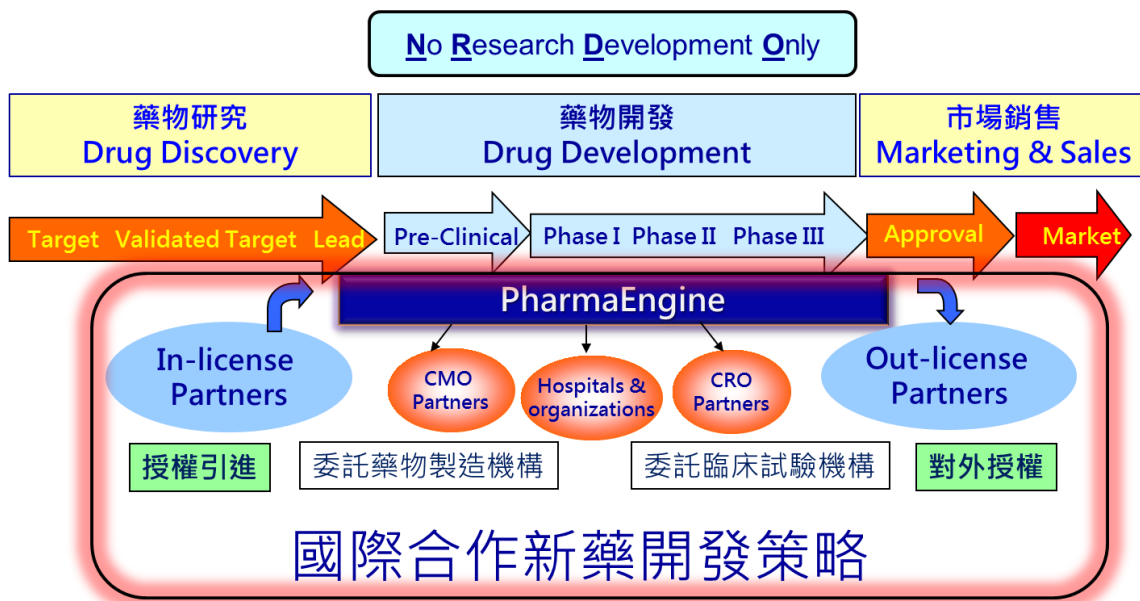 No Research Development Only
藥物研究
Drug Discovery
藥物開發
Drug Development
市場銷售
Marketing & Sales
Target Validated Target Lead
Pre-Clinical
Phase I Phase II Phase III
Approval
Market
PharmaEngine
In-license
Partners
CMO
Partners
Hospitals &
organizations
CRO
Partners
Out-license
Partners
授權引進
委託藥物製造機構
委託臨床試驗機構
對外授權
國際合作新藥開發策略